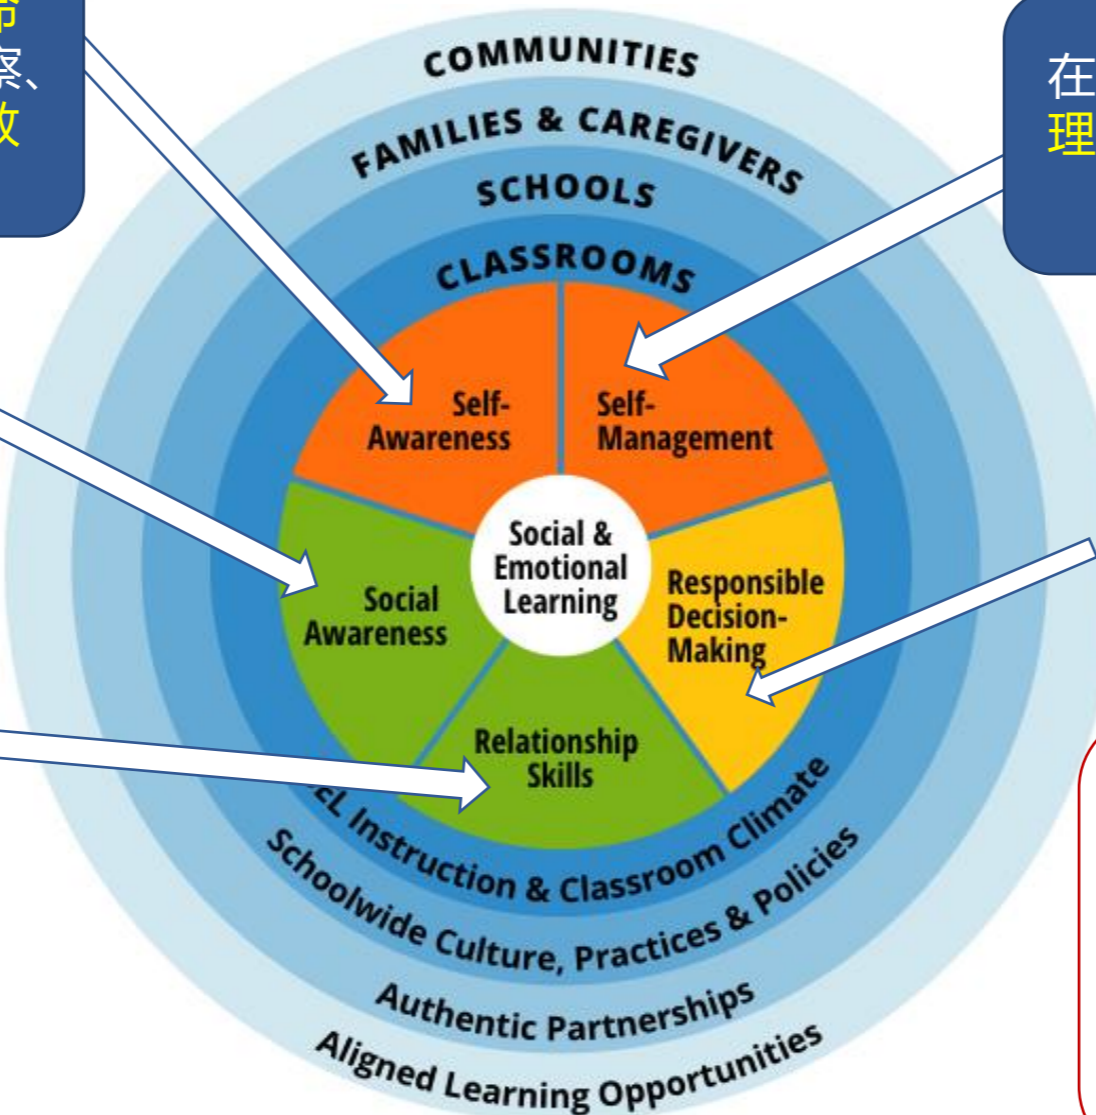 察、
在
理
COMMUNITIES
FAMILIES & CAREGIVERS
SCHOOLS
CLASSROOMS
Self-
Awareness
Self-
Management
Social &
Emotional
Learning
Social
Awareness
Responsible
Decision-
Making
Relationship
Skills
EL Instruction & Classroom Climate
Schoolwide Culture, Practices & Policies
Authentic Partnerships
Aligned Learning Opportunities